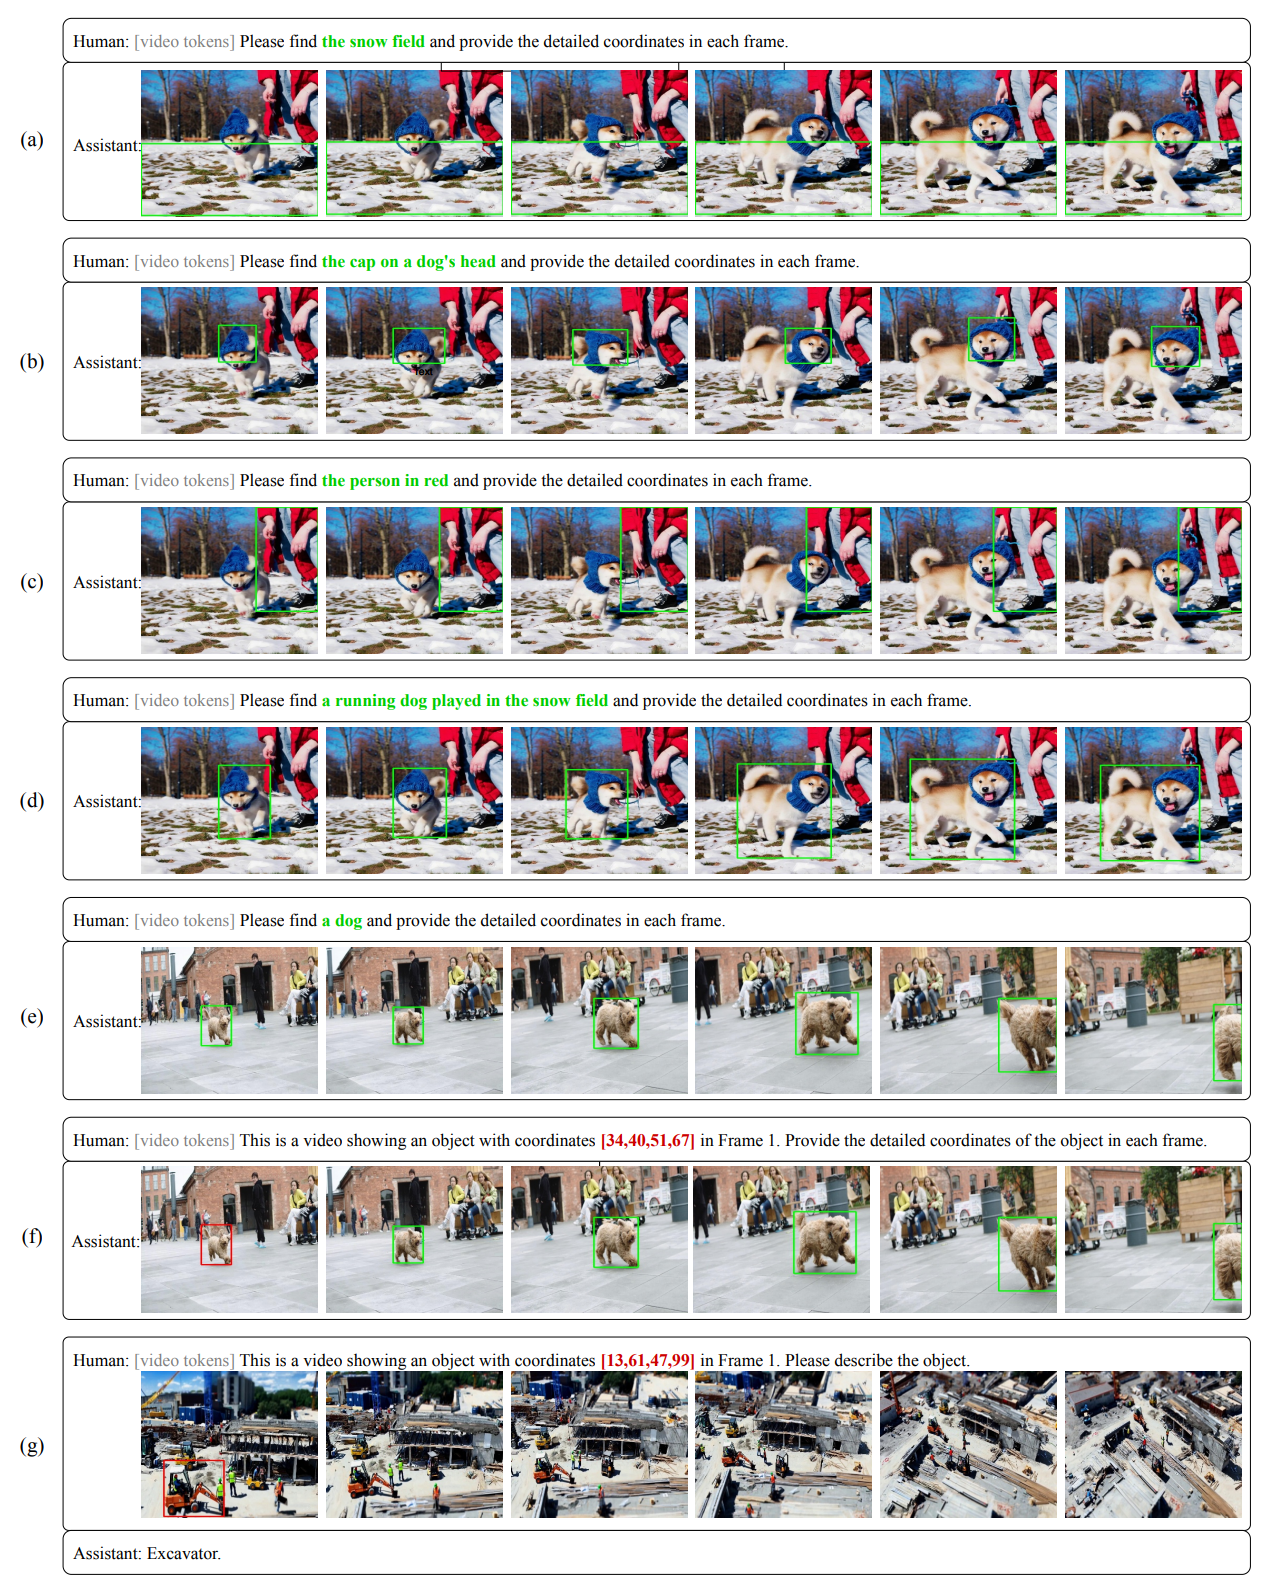 Human: [video tokens] Please find the snow field and provide the detailed coordinates in each frame.
(a)
Assistant:
Human: [video tokens] Please find the cap on a dog's head and provide the detailed coordinates in each frame.
(b)
Assistant:
Text
Human: [video tokens] Please find the person in red and provide the detailed coordinates in each frame.
(c)
Assistant:
Human: [video tokens] Please find a running dog played in the snow field and provide the detailed coordinates in each frame.
(d)
Assistant:
Human: [video tokens] Please find a dog and provide the detailed coordinates in each frame.
(e)
Assistant:
Human: [video tokens] This is a video showing an object with coordinates [34,40,51,67] in Frame 1. Provide the detailed coordinates of the object in each frame.
(f)
Assistant:
Human: [video tokens] This is a video showing an object with coordinates [13,61,47,99] in Frame 1. Please describe the object.
(g)
Assistant: Excavator.